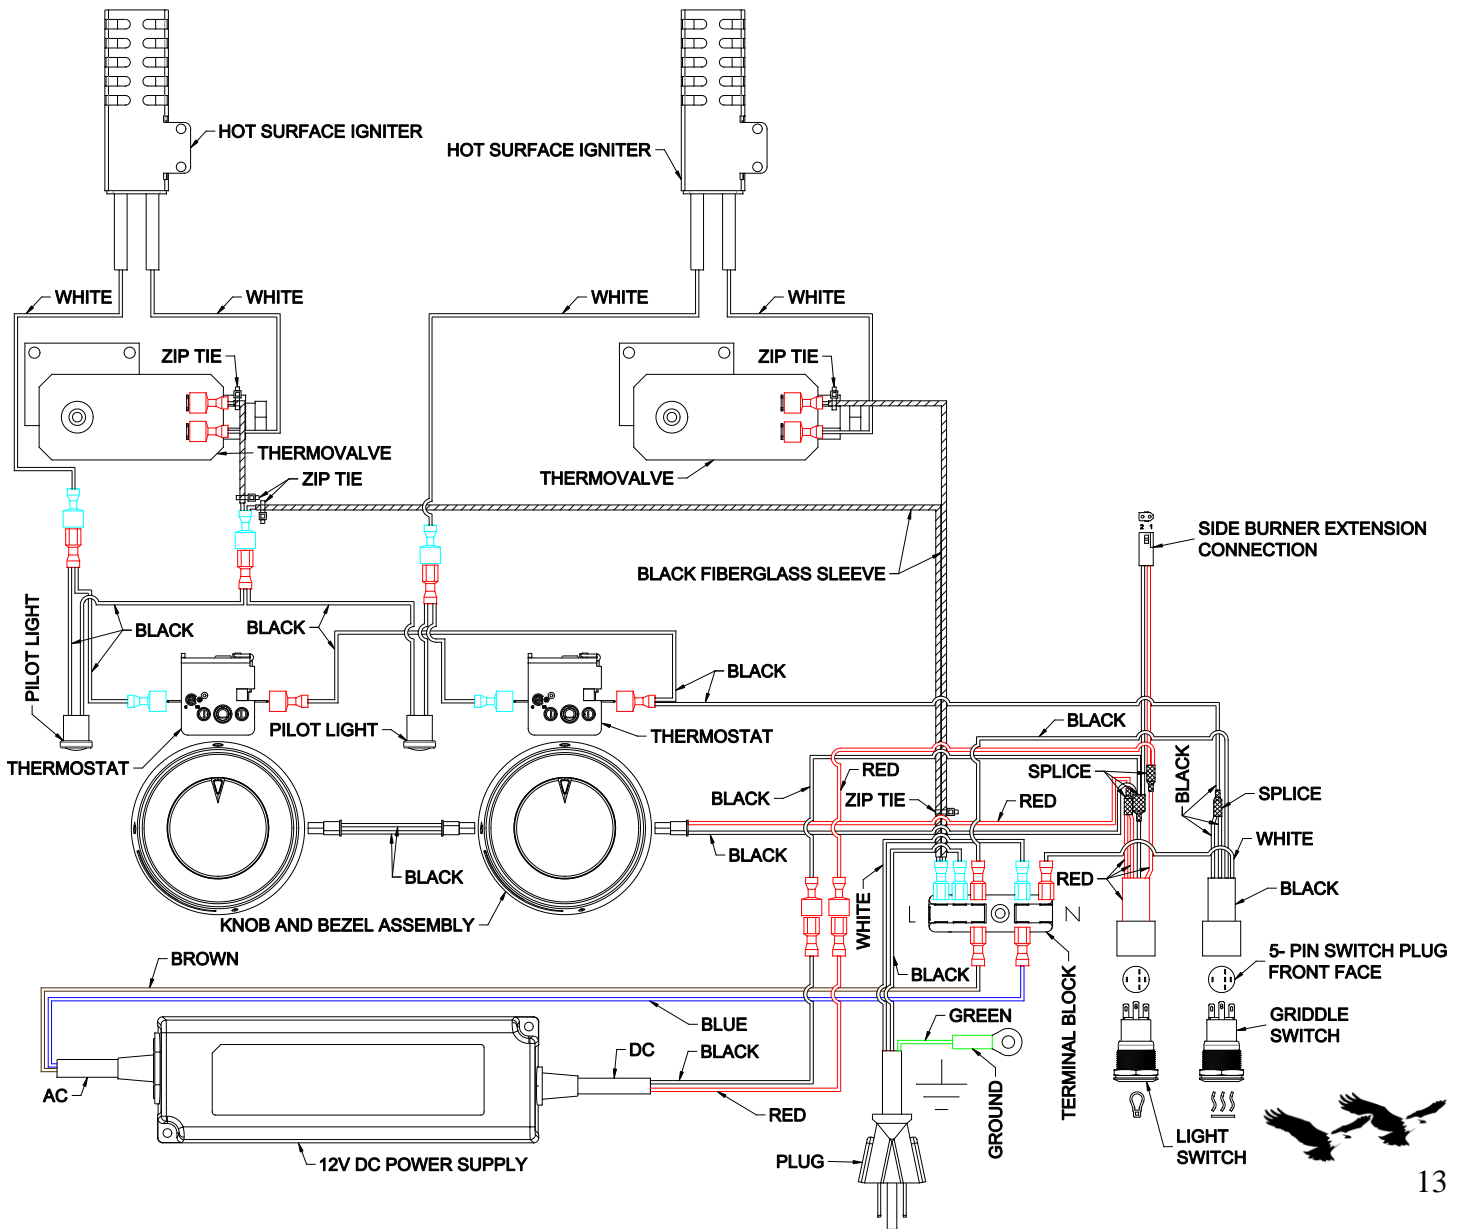 HOT SURFACE IGNITER
HOT SURFACE IGNITER
WHITE
WHITE
WHITE
WHITE
ZIP TIE
ZIP TIE
THERMOVALVE
ZIP TIE
THERMOVALVE
2 1
SIDE BURNER EXTENSION
CONNECTION
BLACK FIBERGLASS SLEEVE
PILOT LIGHT
BLACK
BLACK
BLACK
PILOT LIGHT
THERMOSTAT
THERMOSTAT
BLACK
RED
SPLICE
BLACK
BLACK
ZIP TIE
RED
SPLICE
BLACK
WHITE
BLACK
RED
BLACK
KNOB AND BEZEL ASSEMBLY
WHITE
L
N
BROWN
BLACK
5- PIN SWITCH PLUG
FRONT FACE
BLUE
GREEN
TERMINAL BLOCK
GRIDDLE
SWITCH
DC
BLACK
AC
RED
GROUND
12V DC POWER SUPPLY
PLUG
LIGHT
SWITCH
13